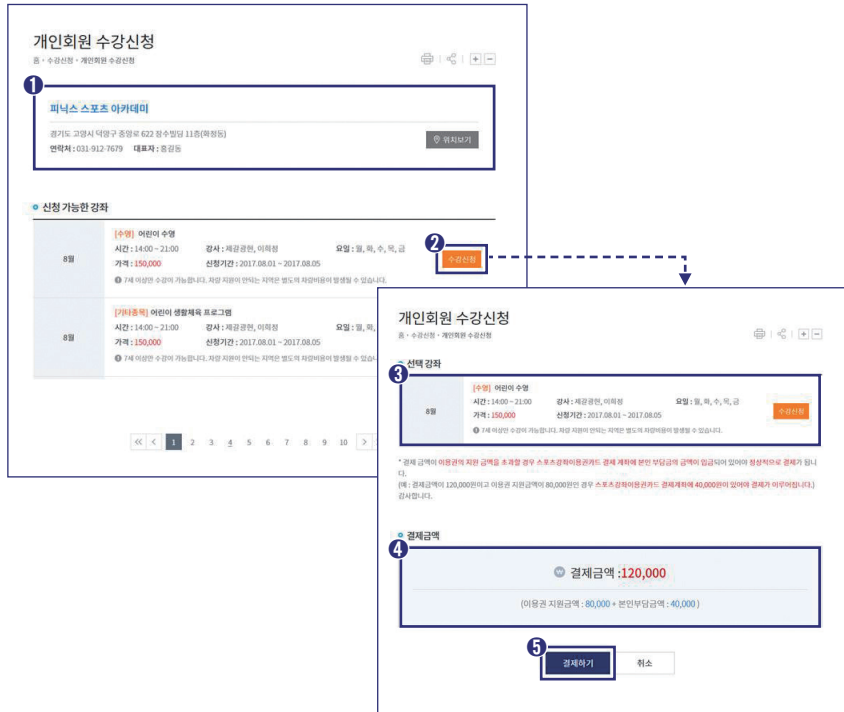 개인회원 수강신청
홈 · 수강신청 · 개인회원 수강신청
1
피닉스 스포츠 아카데미
경기도 고양시 덕양구 중앙로 622 잠수빌딩 11층(화정동)
연락처 : 031-912-7679 대표자 : 홍길동
위치보기
신청 가능한 강좌
8월
[수영] 어린이 수영
시간 : 14:00 ~ 21:00 강사 : 제갈광현, 이희정 요일 : 월, 화, 수, 목, 금
가격 : 150,000 신청기간 : 2017.08.01 ~ 2017.08.05
7세 이상만 수강이 가능합니다. 차량 지원이 안되는 지역은 별도의 차량비용이 발생될 수 있습니다.
2
수강신청
8월
[기타종목] 어린이 생활체육 프로그램
시간 : 14:00 ~ 21:00 강사 : 제갈광현, 이희정 요일 : 월, 화,
가격 : 150,000 신청기간 : 2017.08.01 ~ 2017.08.05
7세 이상만 수강이 가능합니다. 차량 지원이 안되는 지역은 별도의 차량비용이 발생될 수 있습니
≪ < 1 2 3 4 5 6 7 8 9 10 >
개인회원 수강신청
홈 · 수강신청 · 개인회원 수강신청
선택 강좌
3
8월
[수영] 어린이 수영
시간 : 14:00 ~ 21:00 강사 : 제갈광현, 이희정 요일 : 월, 화, 수, 목, 금
가격 : 150,000 신청기간 : 2017.08.01 ~ 2017.08.05
7세 이상만 수강이 가능합니다. 차량 지원이 안되는 지역은 별도의 차량비용이 발생될 수 있습니다.
수강신청
* 결제 금액이 이용권의 지원 금액을 초과할 경우 스포츠강좌이용권카드 결제 계좌에 본인 부담금의 금액이 입금되어 있어야 정상적으로 결제가 됩니
다.
(예 : 결제금액이 120,000원이고 이용권 지원금액이 80,000원인 경우 스포츠강좌이용권카드 결제계좌에 40,000원이 있어야 결제가 이루어집니다.)
감사합니다.
결제금액
4
결제금액 :120,000
(이용권 지원금액 : 80,000 + 본인부담금액 : 40,000 )
5
결제하기
취소